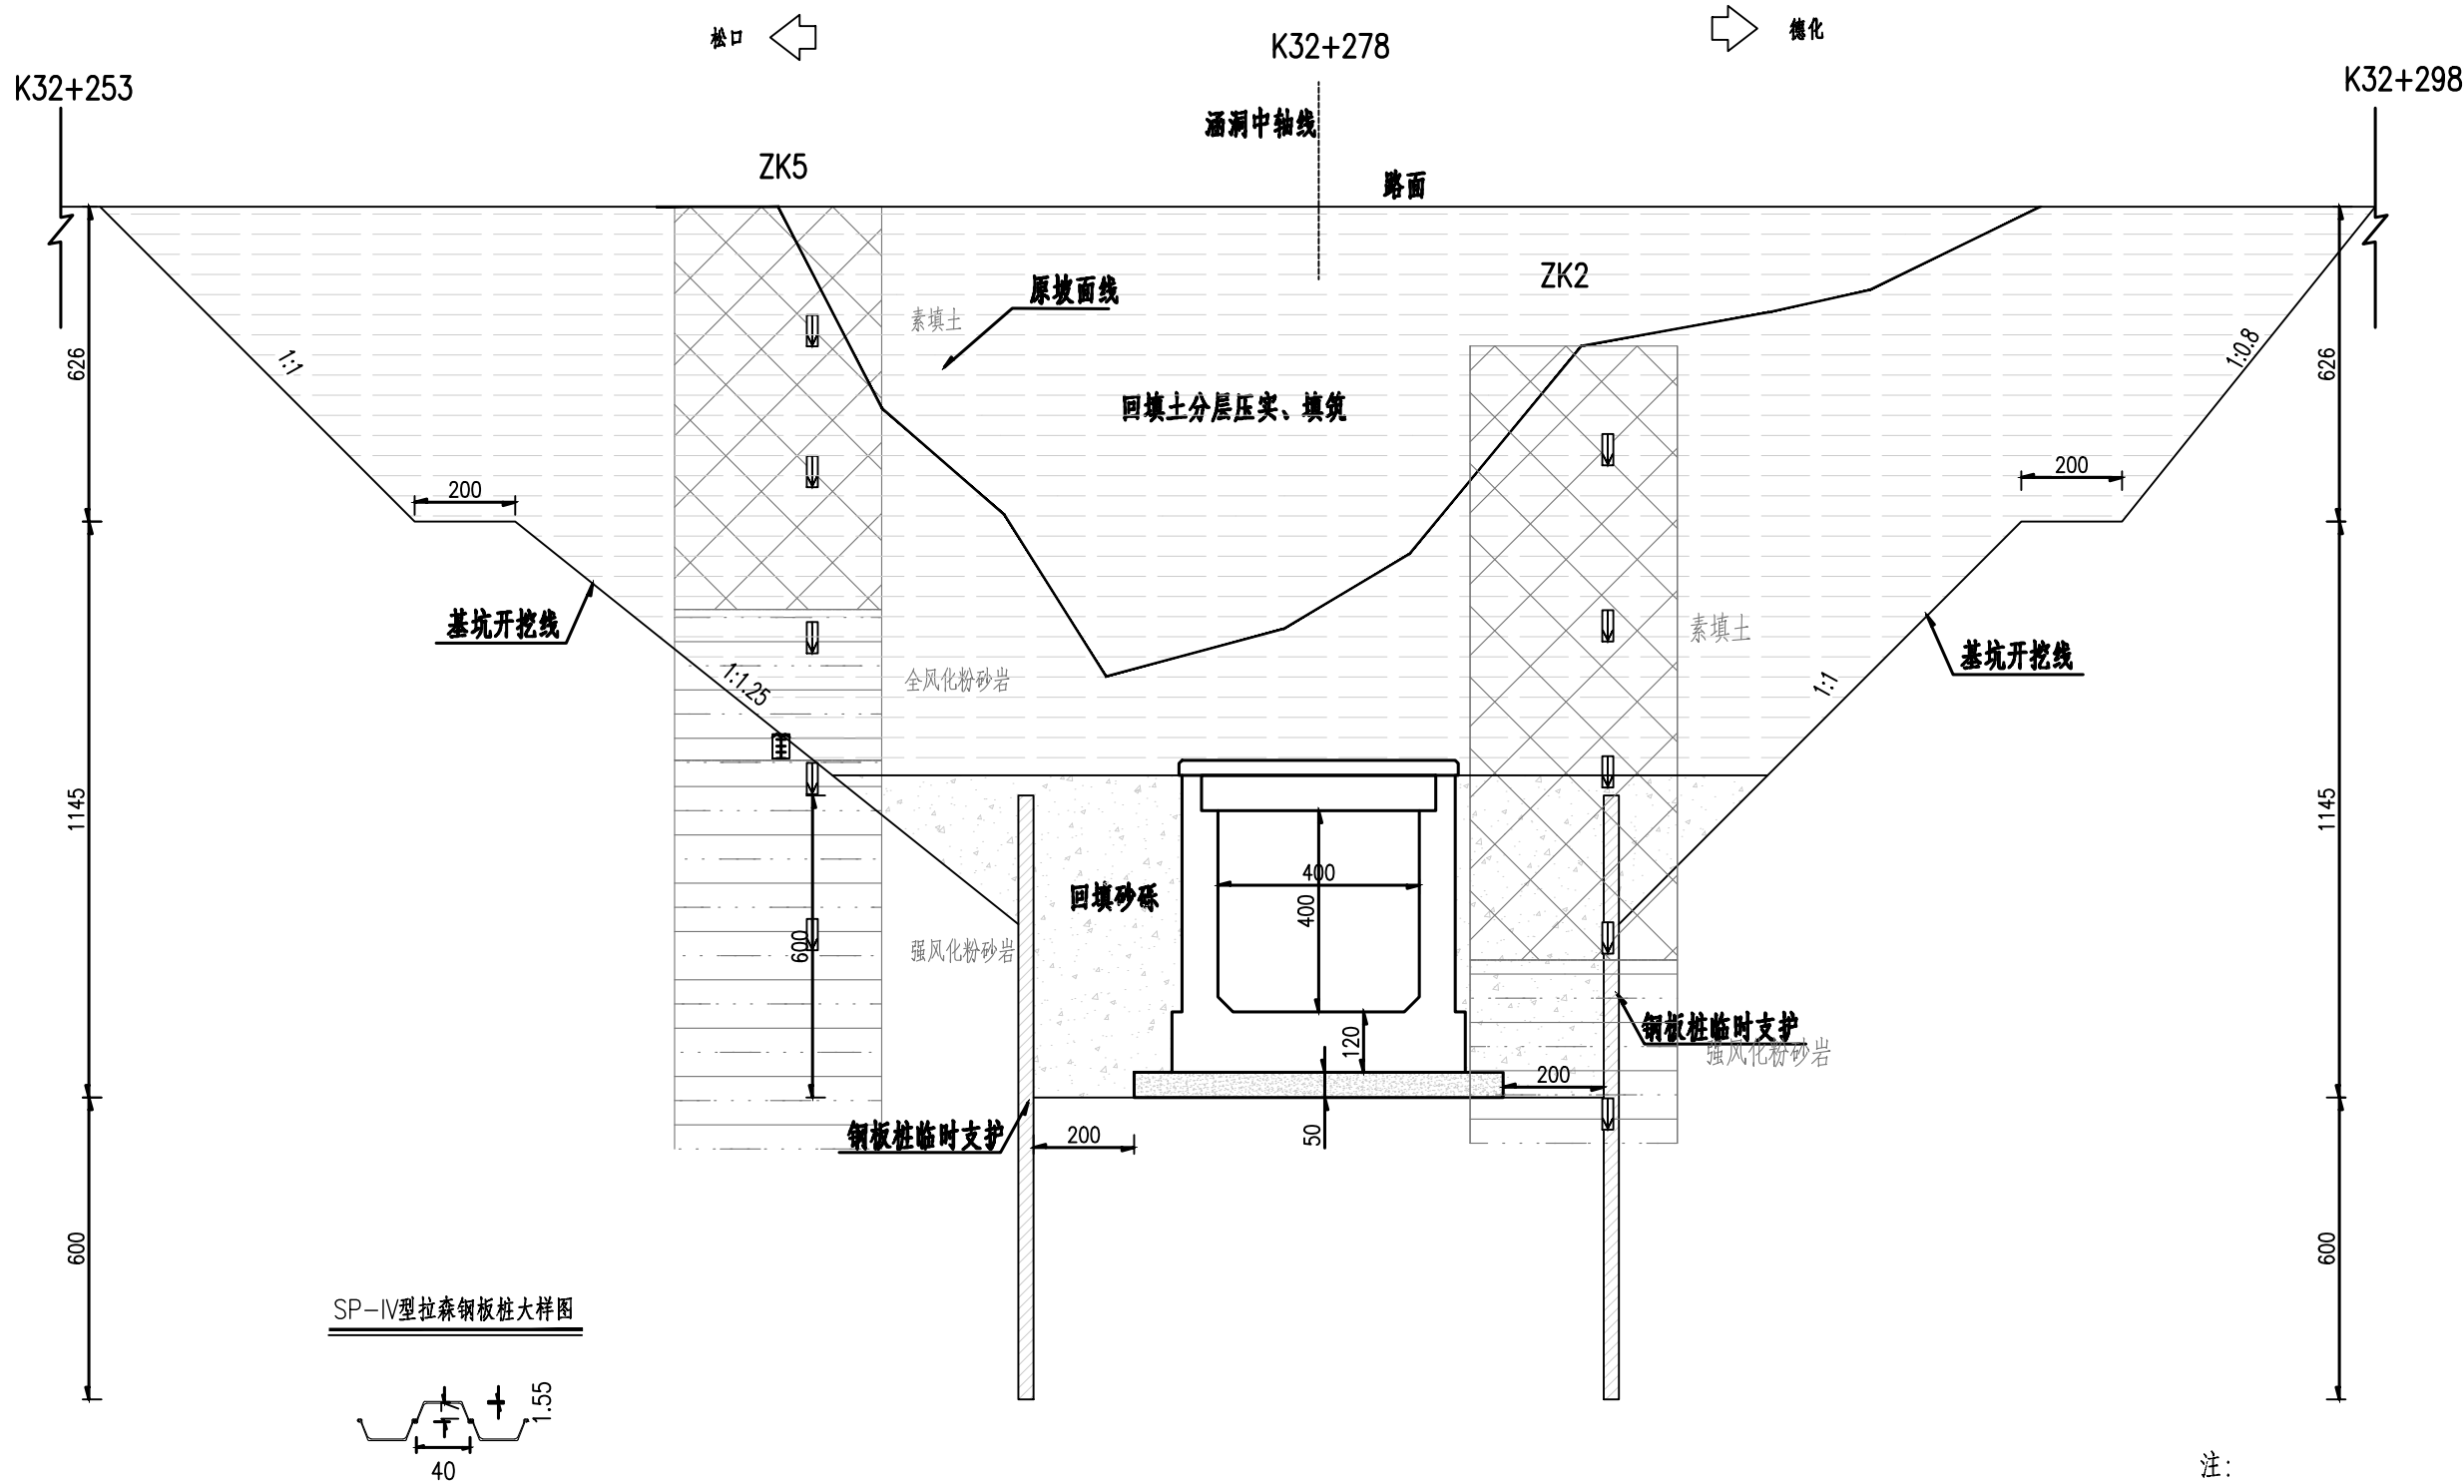 松口
德化
K32+278
K32+253
K32+298
涵洞中轴线
ZK5
路面
ZK2
原坡面线
素填土
626
1:1
1:0.8
626
回填土分层压实、填筑
200
200
基坑开挖线
素填土
基坑开挖线
全风化粉砂岩
1:1.25
1:1
1145
1145
400
400
回填砂砾
600
强风化粉砂岩
钢板桩临时支护
强风化粉砂岩
120
200
钢板桩临时支护
200
50
600
600
SP-IV型拉森钢板桩大样图
17
1.55
40
注: